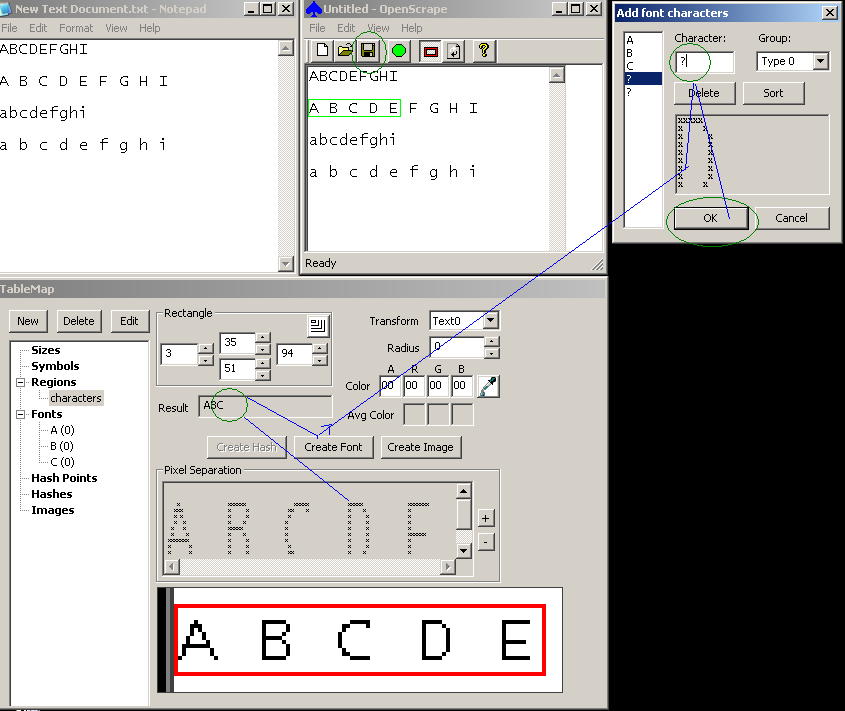 New Text Document.txt - Notepad
File Edit Format View Help
ABCDEFGHI
A B C D E F G H I
abcdefghi
a b c d e f g h i
Untitled - OpenScrape
File Edit View Help
?
ABCDEFGHI
A B C D E F G H I
abcdefghi
a b c d e f g h i
Ready
Add font characters
A
B
C
?
?
Character: Group:
? Type 0
Delete Sort
OK Cancel
TableMap
New Delete Edit
Sizes
Symbols
Regions
characters
Fonts
A (0)
B (0)
C (0)
Hash Points
Hashes
Images
Rectangle
3 35 94
51
Transform Text0
Radius 0
A R G B
Color 00 00 00 00
Result ABC
Avg Color
Create Hash Create Font Create Image
Pixel Separation
+
-
A B C D E